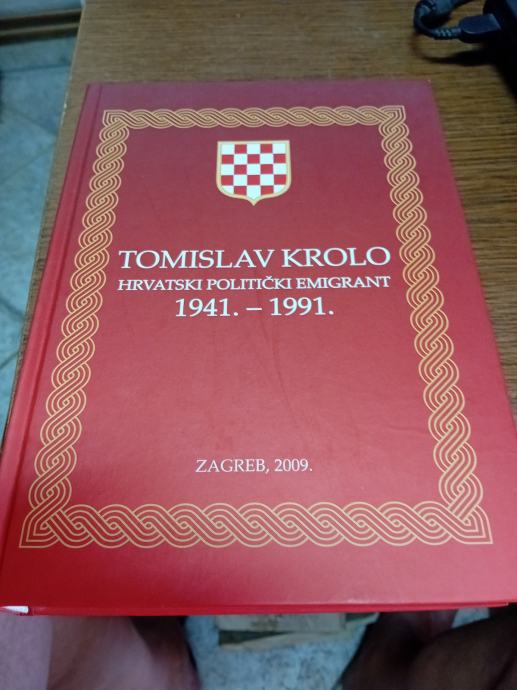 TOMISLAV KROLO
HRVATSKI POLITIČKI EMIGRANT
1941. – 1991.
ZAGREB, 2009.